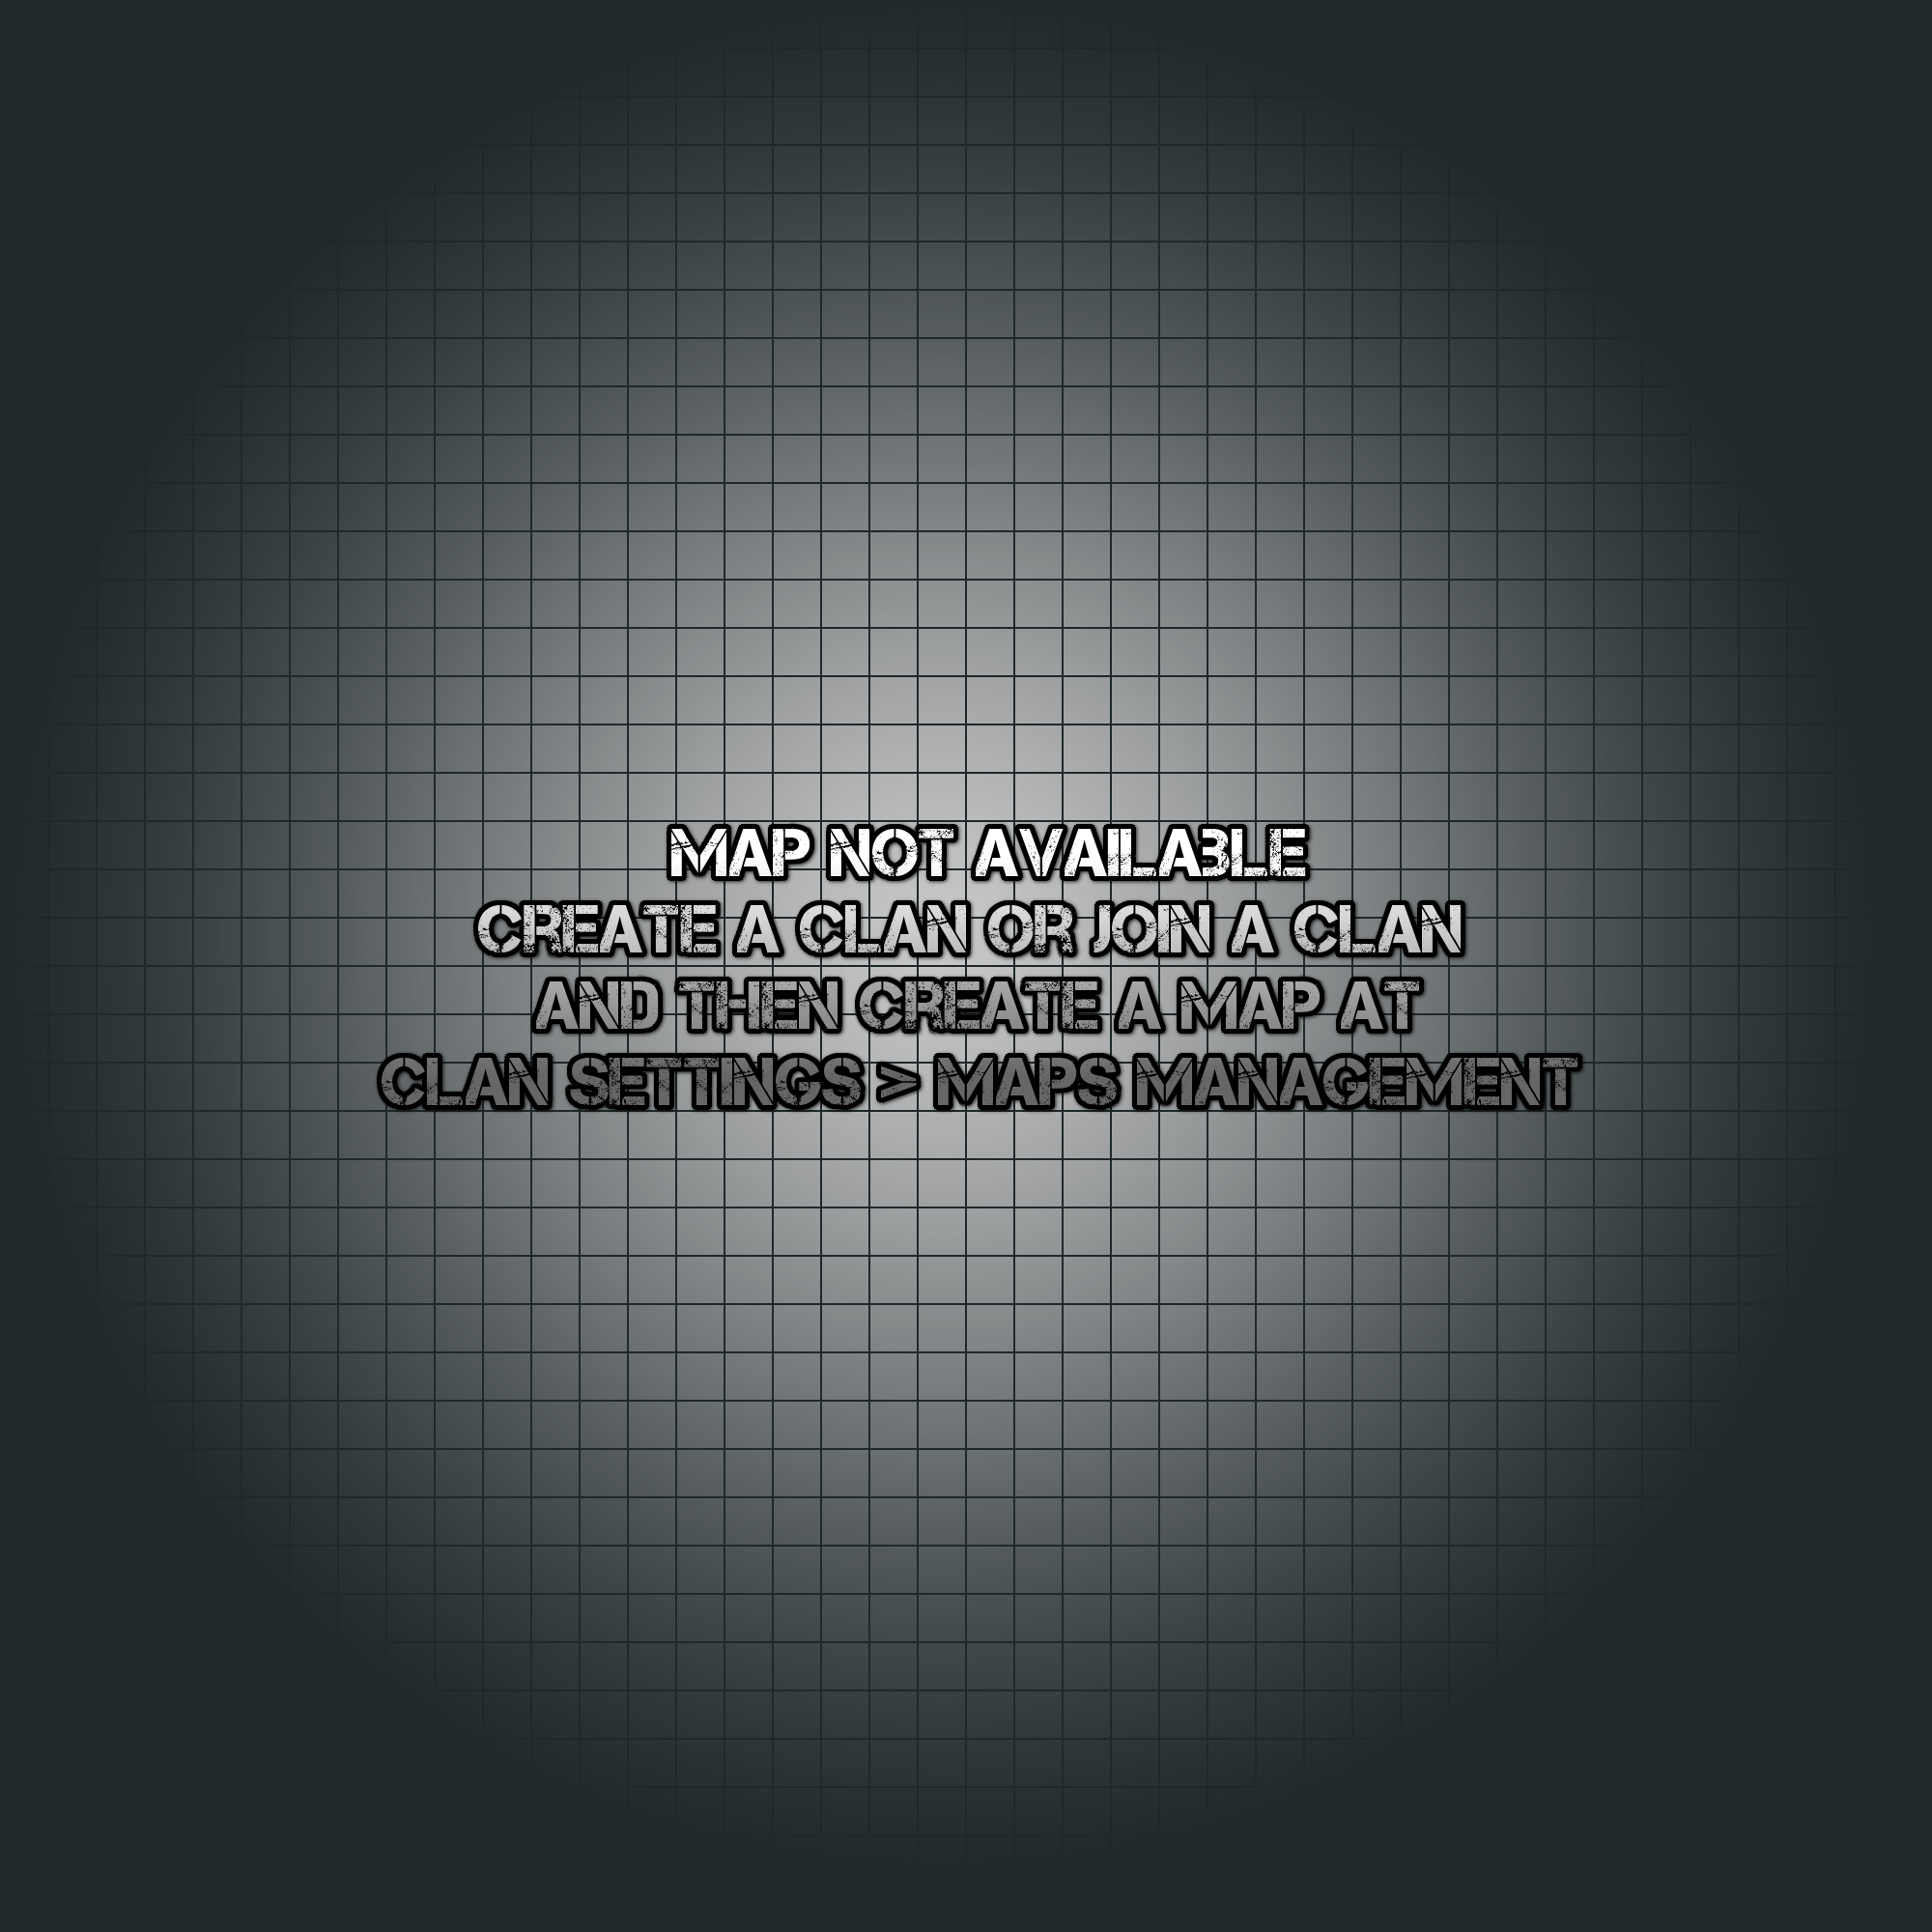 MAP NOT AVAILABLE
CREATE A CLAN OR JOIN A CLAN
AND THEN CREATE A MAP AT
CLAN SETTINGS > MAPS MANAGEMENT